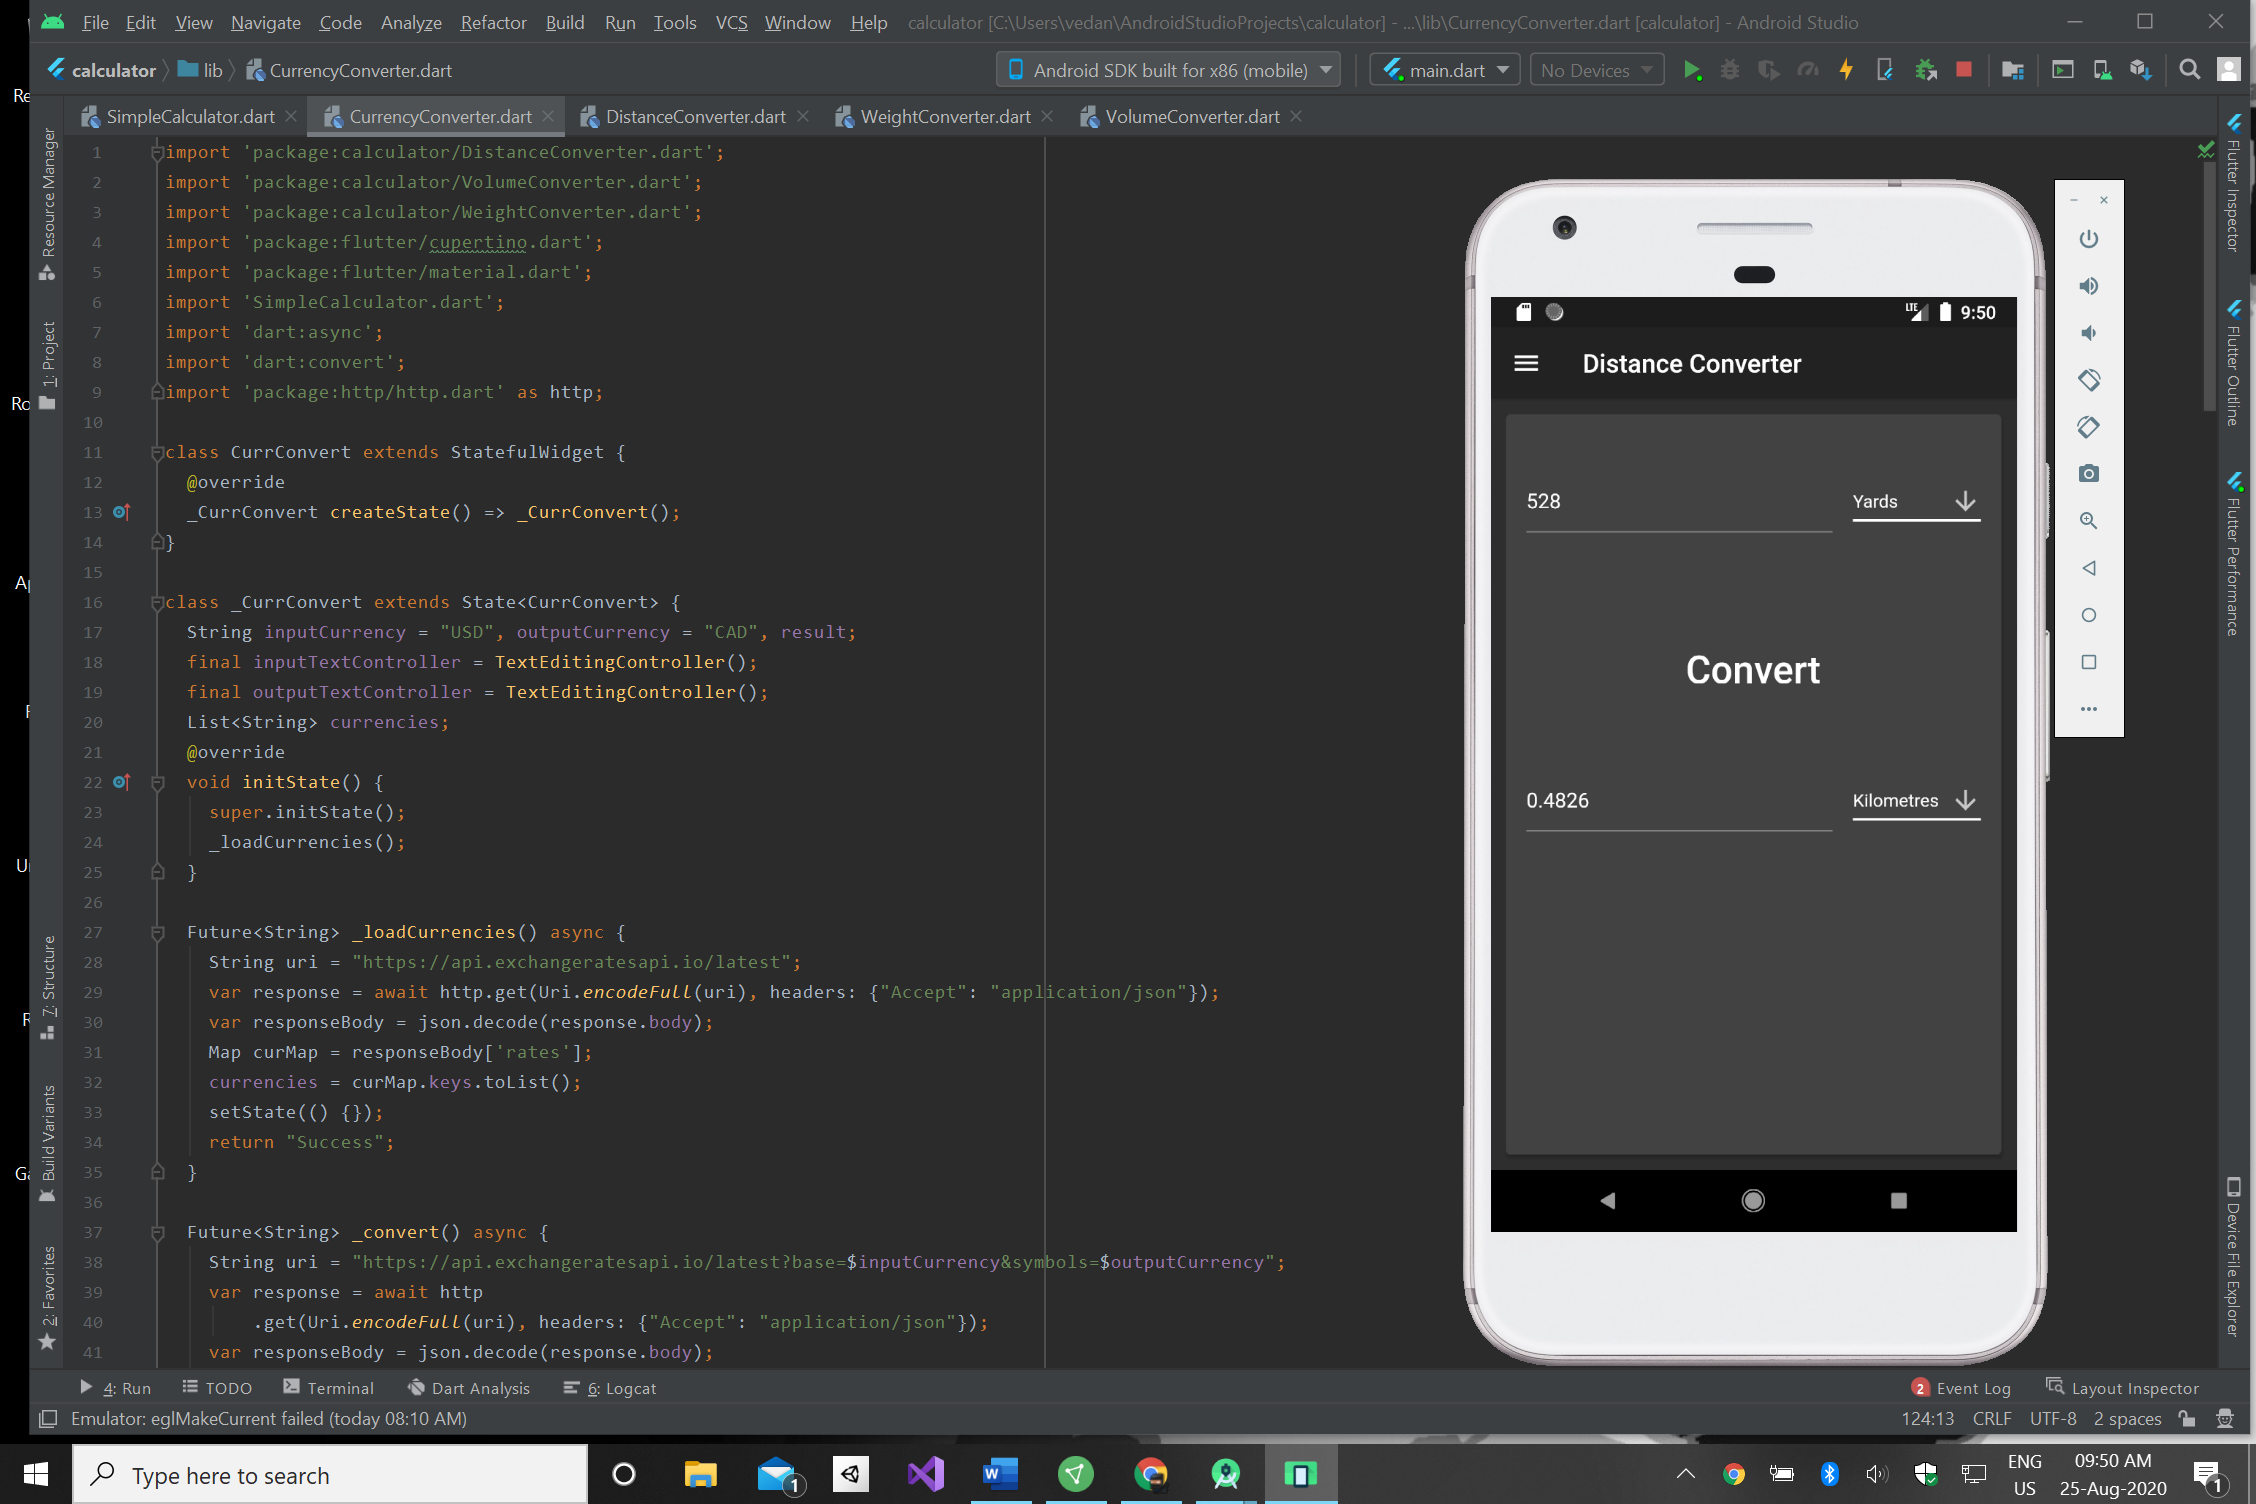 File Edit View Navigate Code Analyze Refactor Build Run Tools VCS Window Help calculator [C:\Users\vedan\AndroidStudioProjects\calculator] - ...\lib\CurrencyConverter.dart [calculator] - Android Studio
calculator lib CurrencyConverter.dart Android SDK built for x86 (mobile) main.dart No Devices
SimpleCalculator.dart CurrencyConverter.dart DistanceConverter.dart WeightConverter.dart VolumeConverter.dart
1 import 'package:calculator/DistanceConverter.dart';
2 import 'package:calculator/VolumeConverter.dart';
3 import 'package:calculator/WeightConverter.dart';
4 import 'package:flutter/cupertino.dart';
5 import 'package:flutter/material.dart';
6 import 'SimpleCalculator.dart';
7 import 'dart:async';
8 import 'dart:convert';
9 import 'package:http/http.dart' as http;
10
11 class CurrConvert extends StatefulWidget {
12 @override
13 _CurrConvert createState() => _CurrConvert();
14 }
15
16 class _CurrConvert extends State<CurrConvert> {
17 String inputCurrency = "USD", outputCurrency = "CAD", result;
18 final inputTextController = TextEditingController();
19 final outputTextController = TextEditingController();
20 List<String> currencies;
21 @override
22 void initState() {
23 super.initState();
24 _loadCurrencies();
25 }
26
27 Future<String> _loadCurrencies() async {
28 String uri = "https://api.exchangeratesapi.io/latest";
29 var response = await http.get(Uri.encodeFull(uri), headers: {"Accept": "application/json"});
30 var responseBody = json.decode(response.body);
31 Map curMap = responseBody['rates'];
32 currencies = curMap.keys.toList();
33 setState(() {});
34 return "Success";
35 }
36
37 Future<String> _convert() async {
38 String uri = "https://api.exchangeratesapi.io/latest?base=$inputCurrency&symbols=$outputCurrency";
39 var response = await http
40 .get(Uri.encodeFull(uri), headers: {"Accept": "application/json"});
41 var responseBody = json.decode(response.body);
Resource Manager
1: Project
7: Structure
Build Variants
2: Favorites
LTE 9:50
Distance Converter
528 Yards
Convert
0.4826 Kilometres
Flutter Inspector
Flutter Outline
Flutter Performance
Device File Explorer
4: Run TODO Terminal Dart Analysis 6: Logcat 2 Event Log Layout Inspector
Emulator: eglMakeCurrent failed (today 08:10 AM) 124:13 CRLF UTF-8 2 spaces
Type here to search 1 ENG
US 09:50 AM
25-Aug-2020 1